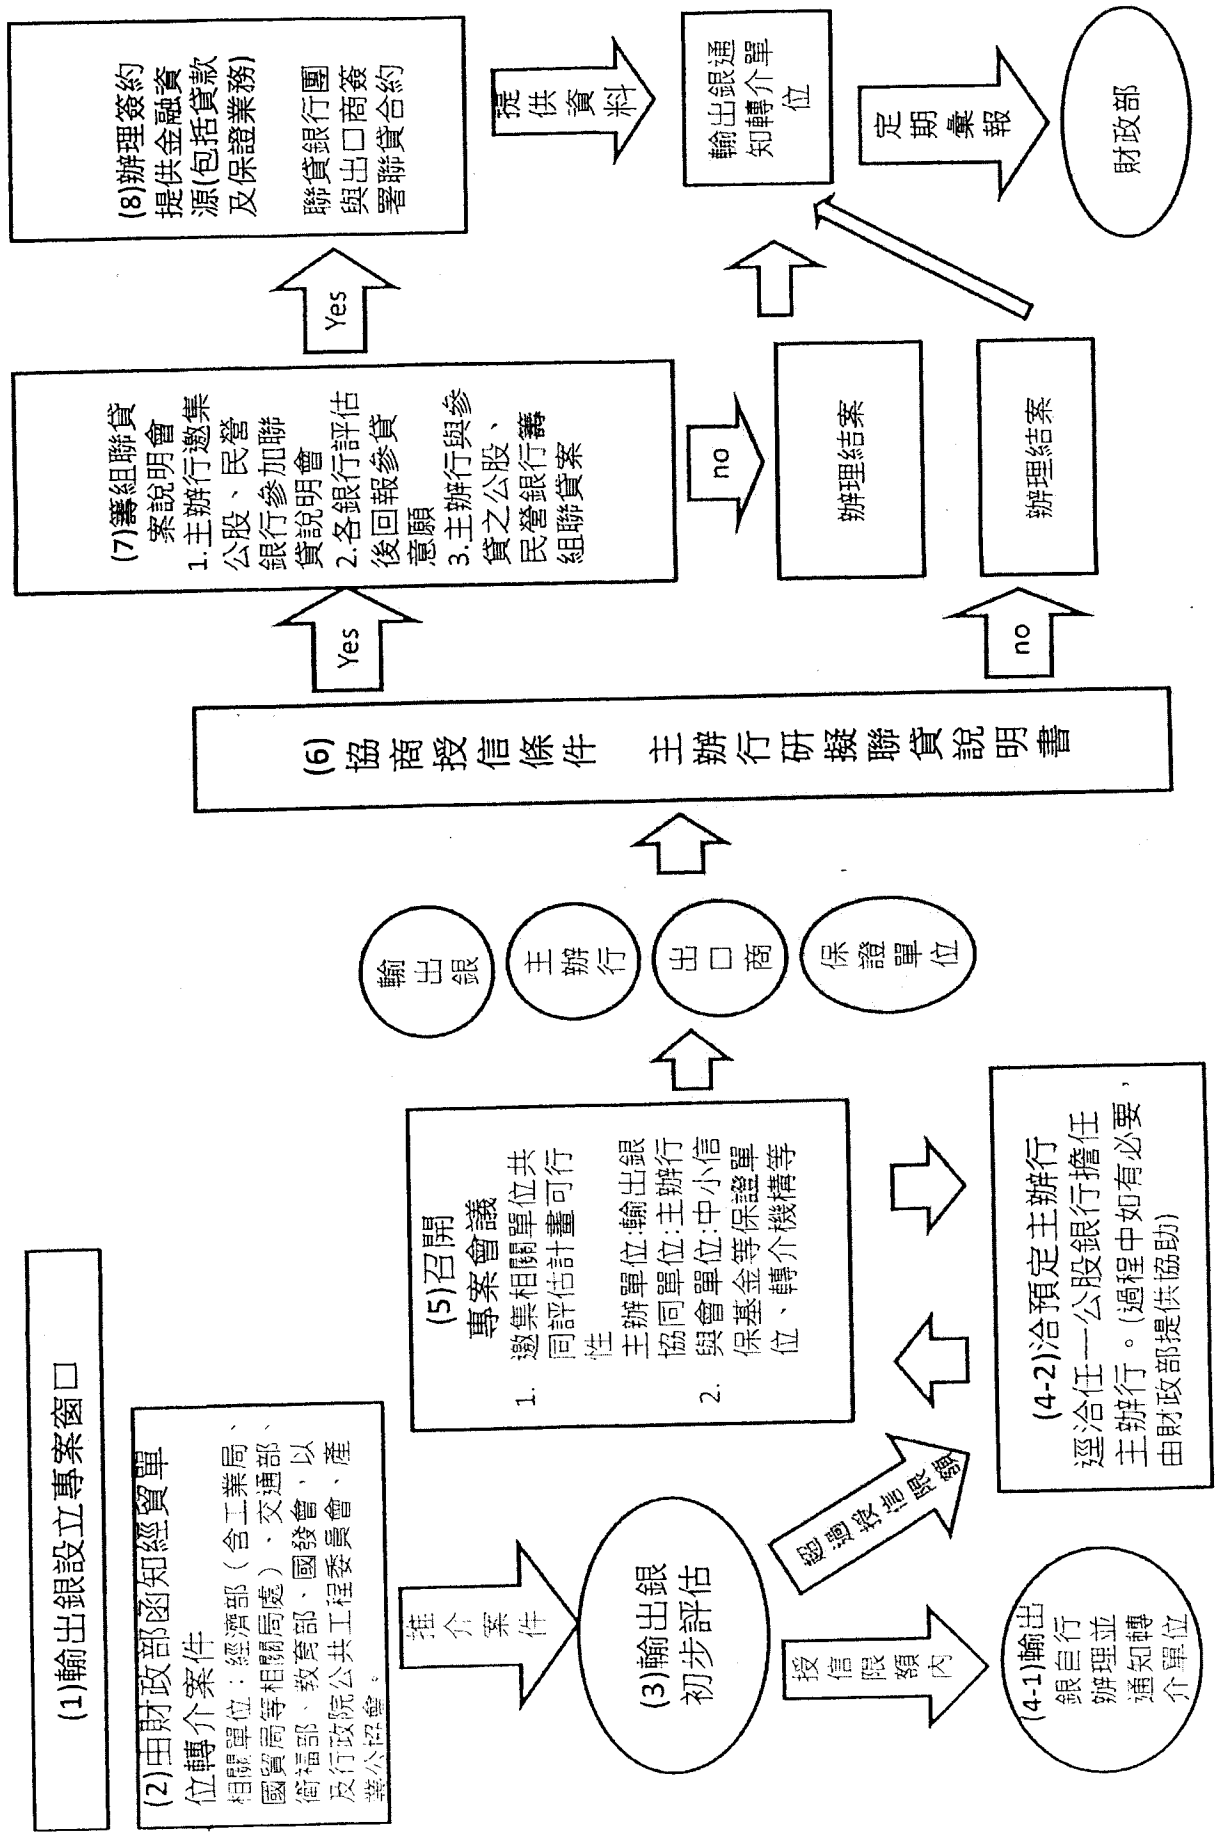 (1)輸出銀設立專案窗口
(2)由財政部函知經貿單
位轉介案件
相關單位：經濟部（含工業局、
國貿局等相關局處）、交通部、
衛福部、教育部、國發會、以
及行政院公共工程委員會、產
業公協會。
推介案件
(3)輸出銀
初步評估
授信限額內
超過授信限額
(4-1)輸出
銀自行
辦理並
通知轉
介單位
(4-2)洽預定主辦行
逕洽任一公股銀行擔任
主辦行。(過程中如有必要，
由財政部提供協助)
(5)召開
專案會議
1. 邀集相關單位共
同評估計畫可行
性
主辦單位:輸出銀
協同單位:主辦行
2. 與會單位:中小信
保基金等保證單
位、轉介機構等
輸出銀
主辦行
出口商
保證單位
(6)
協商授信條件 主辦行研擬聯貸說明書
Yes
no
(7)籌組聯貸
案說明會
1.主辦行邀集
公股、民營
銀行參加聯
貸說明會
2.各銀行評估
後回報參貸
意願
3.主辦行與參
貸之公股、
民營銀行籌
組聯貸案
no
辦理結案
辦理結案
Yes
(8)辦理簽約
提供金融資
源(包括貸款
及保證業務)
聯貸銀行團
與出口商簽
署聯貸合約
提供資料
輸出銀通
知轉介單
位
定期彙報
財政部